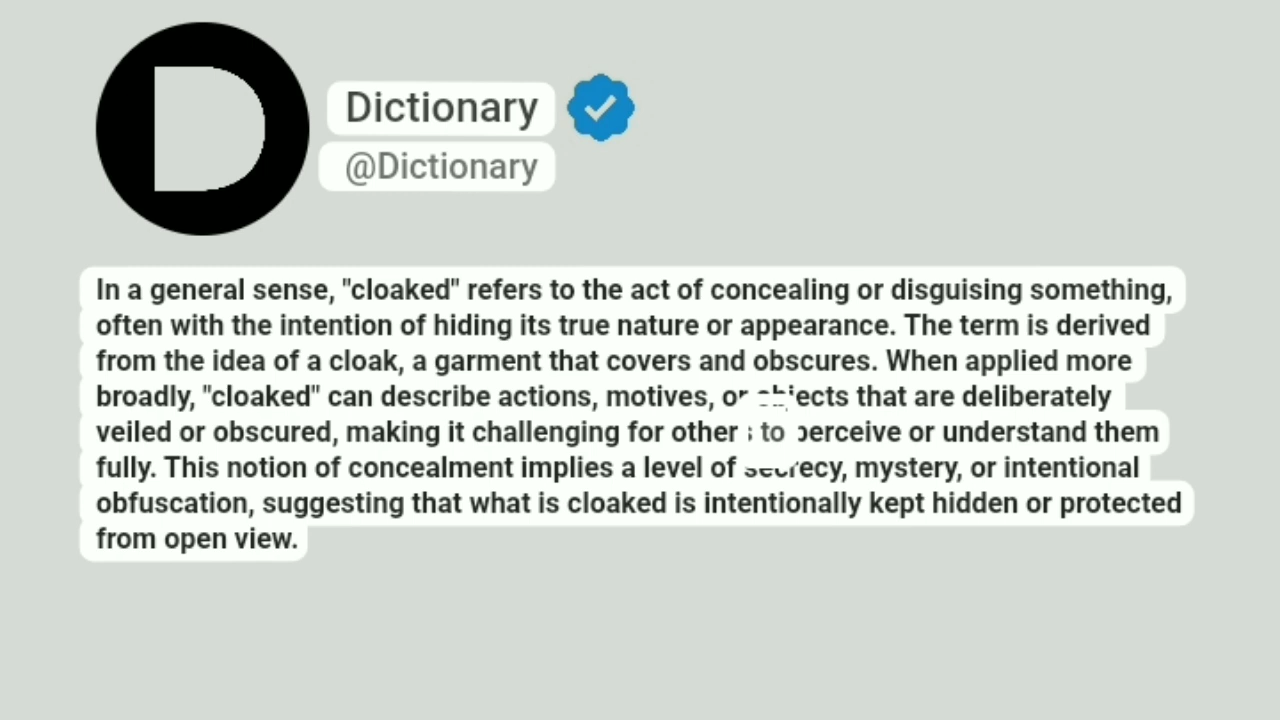 D
Dictionary
@Dictionary
In a general sense, "cloaked" refers to the act of concealing or disguising something,
often with the intention of hiding its true nature or appearance. The term is derived
from the idea of a cloak, a garment that covers and obscures. When applied more
broadly, "cloaked" can describe actions, motives, or objects that are deliberately
veiled or obscured, making it challenging for others to perceive or understand them
fully. This notion of concealment implies a level of secrecy, mystery, or intentional
obfuscation, suggesting that what is cloaked is intentionally kept hidden or protected
from open view.